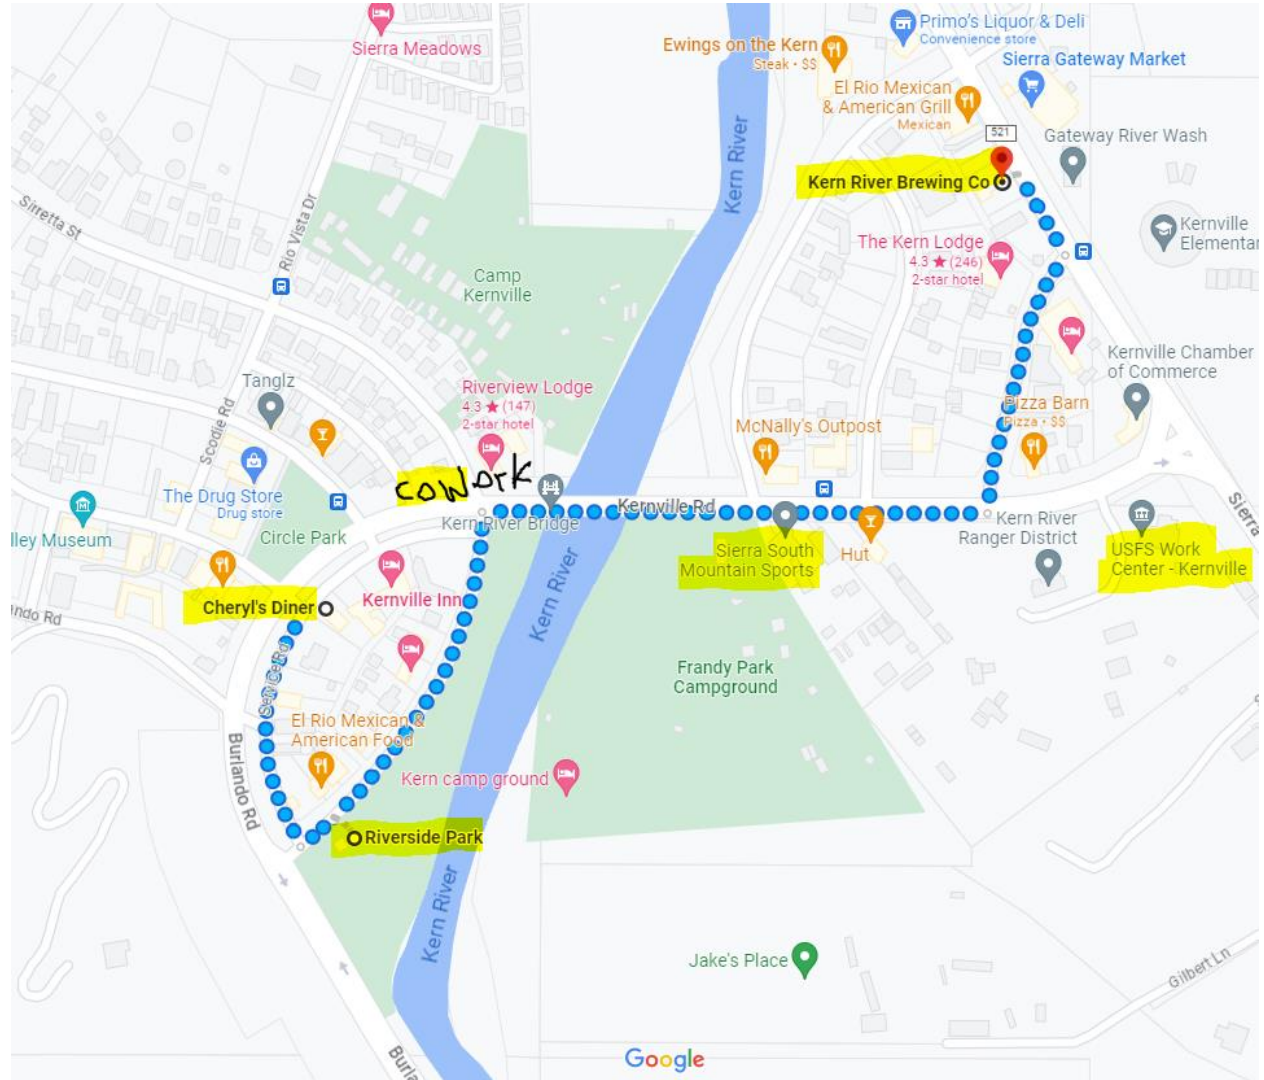 Primo's Liquor & Deli
Convenience store
Ewings on the Kern
Steak • $$
Sierra Meadows
Sierra Gateway Market
El Rio Mexican
& American Grill
Mexican
Kern River
521
Gateway River Wash
Kern River Brewing Co
Sirretta St
Rio Vista Dr
Kernville
Elementar
The Kern Lodge
4.3 ★ (246)
2-star hotel
Camp
Kernville
Kernville Chamber
of Commerce
Tanglz
Riverview Lodge
4.3 ★ (147)
2-star hotel
Scodie Rd
Pizza Barn
Pizza • $$
McNally's Outpost
cowork
The Drug Store
Drug store
Kernville Rd
Kern River Bridge
Sierra
lley Museum
Circle Park
Kern River
Ranger District
Sierra South
Mountain Sports
Hut
USFS Work
Center - Kernville
Kern River
Kernville Inn
Cheryl's Diner
ndo Rd
Service Rd
Frandy Park
Campground
El Rio Mexican &
American Food
Burlando Rd
Kern camp ground
Riverside Park
Kern River
Jake's Place
Gilbert Ln
Google
Burla